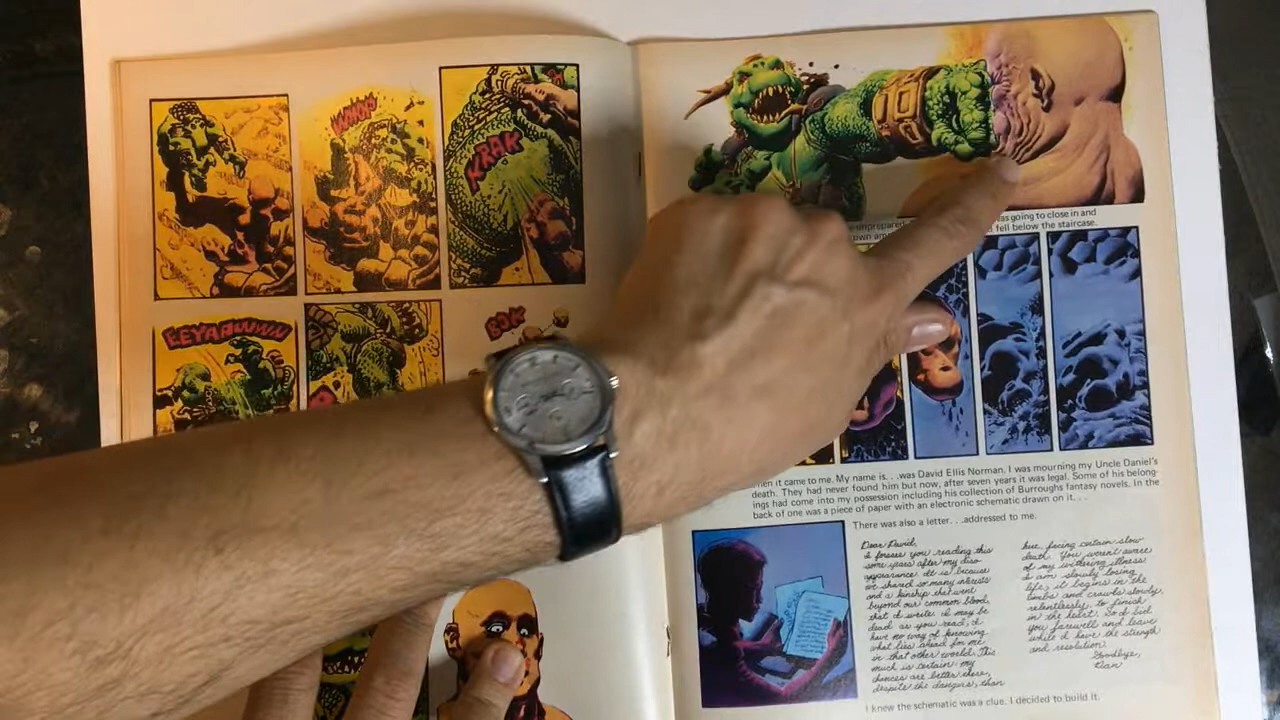 WHAP
KRAK
EEYAAUWW
BOK
as going to close in and
unprepared
fell below the staircase.
own
en it came to me. My name is. . .was David Ellis Norman. I was mourning my Uncle Daniel's
death. They had never found him but now, after seven years it was legal. Some of his belong-
ings had come into my possession including his collection of Burroughs fantasy novels. In the
back of one was a piece of paper with an electronic schematic drawn on it. . .
There was also a letter. . .addressed to me.
Dear David,
I foresee you reading this
some years after my disa
appearance. It is because
we shared so many interests
and a kinship that went
beyond our common blood,
that I write. I may be
dead as you read, I
have no way of knowing
what lies ahead for me
in that other world. This
much is certain: my
chances are better there,
despite the dangers, than
here facing certain slow
death. You weren't aware
of my withering illness.
I am slowly losing
life, it begins in the
limbs and crawls slowly,
relentlessly, to finish
in the heart. So I bid
you farewell and leave
while I have the strength
and resolution.
Goodbye,
Dan
I knew the schematic was a clue. I decided to build it.